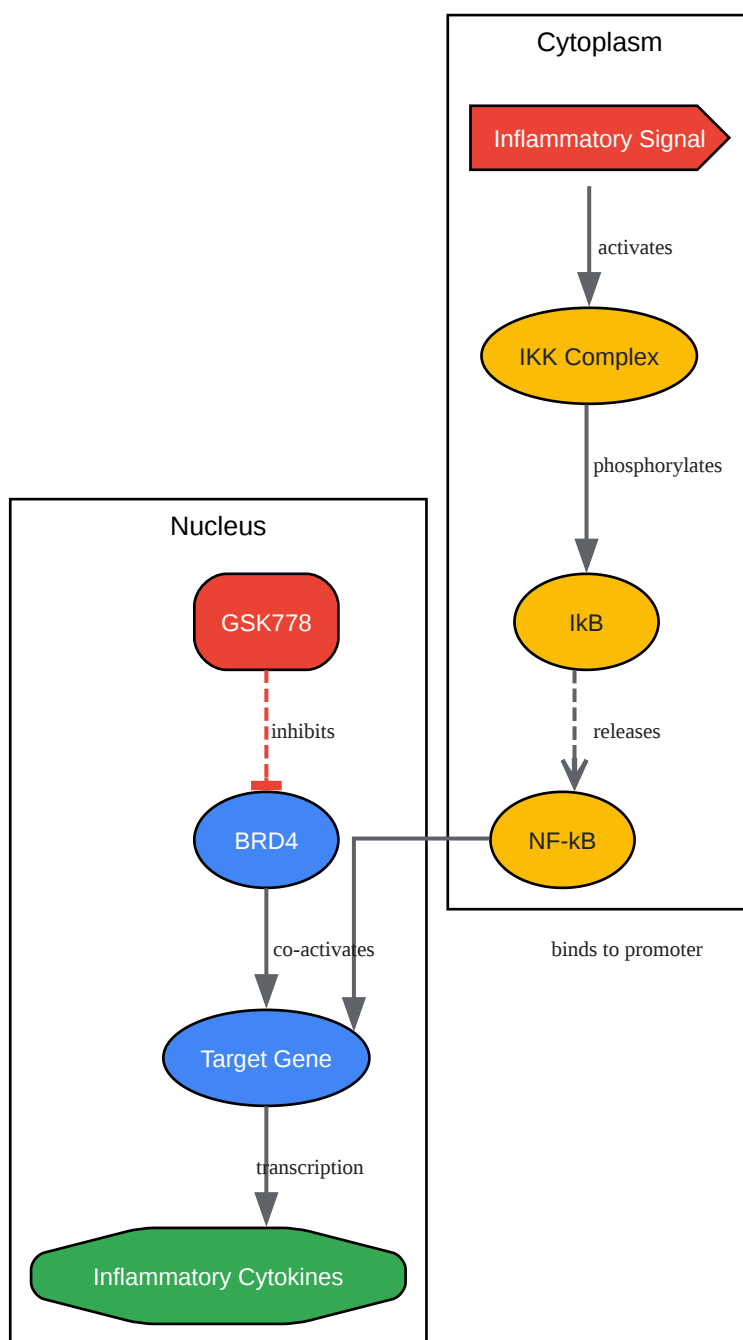 Cytoplasm
Inflammatory Signal
activates
IKK Complex
phosphorylates
IkB
releases
NF-kB
binds to promoter
Nucleus
GSK778
inhibits
BRD4
co-activates
Target Gene
transcription
Inflammatory Cytokines